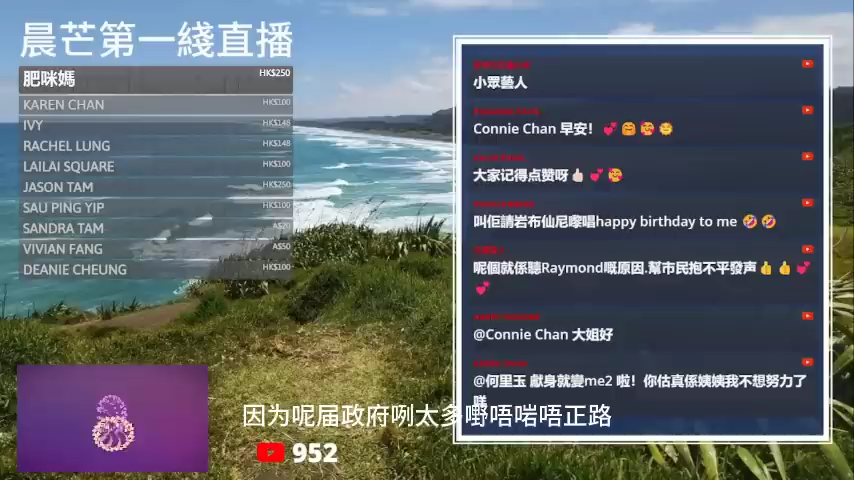 晨芒第一綫直播
肥咪媽 HK$250
KAREN CHAN HK$100
IVY HK$148
RACHEL LUNG HK$148
LAILAI SQUARE HK$100
JASON TAM HK$250
SAU PING YIP HK$100
SANDRA TAM
VIVIAN FANG A$50
DEANIE CHEUNG HK$100
小眾藝人
Connie Chan 早安！ 💕 🤗 🥰 🌞
大家记得点赞呀 👍🏻 💕 🥰
叫佢請岩布仙尼嚟唱happy birthday to me 🤣 🤣
呢個就係聽Raymond嘅原因.幫市民抱不平發声 👍 👍 💕
💕
@Connie Chan 大姐好
@何里玉 獻身就變me2 啦！你估真係姨姨我不想努力了
咩
因为呢届政府咧太多嘢唔啱唔正路
952